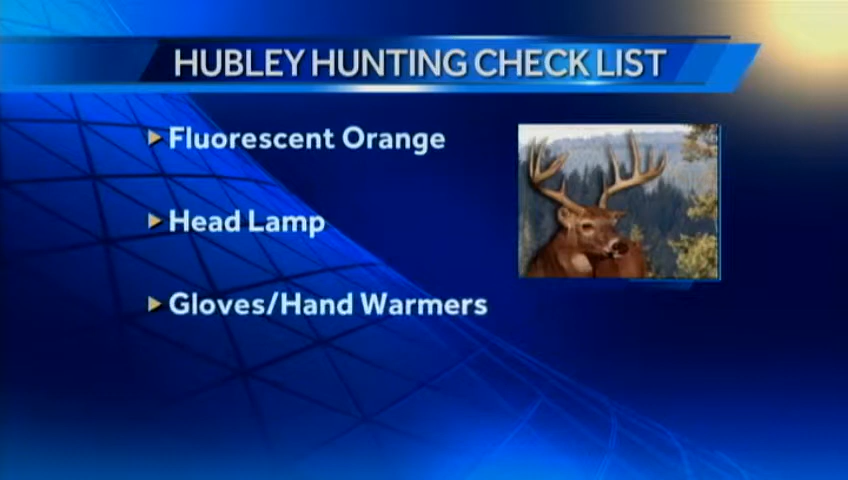 HUBLEY HUNTING CHECK LIST
Fluorescent Orange
Head Lamp
Gloves/Hand Warmers